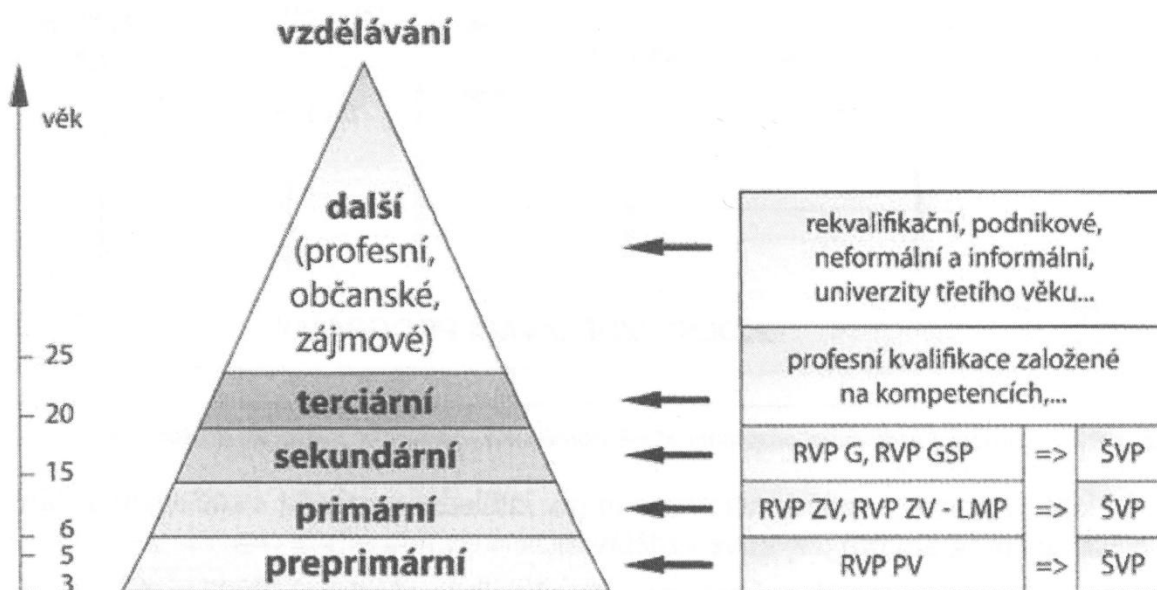 vzdělávání
věk
další
(profesní,
občanské,
zájmové)
rekvalifikační, podnikové,
neformální a informální,
univerzity třetího věku...
25
profesní kvalifikace založené
na kompetencích,...
terciární
20
sekundární
RVP G, RVP GSP => ŠVP
15
primární
RVP ZV, RVP ZV - LMP => ŠVP
6
5
preprimární
RVP PV => ŠVP
3